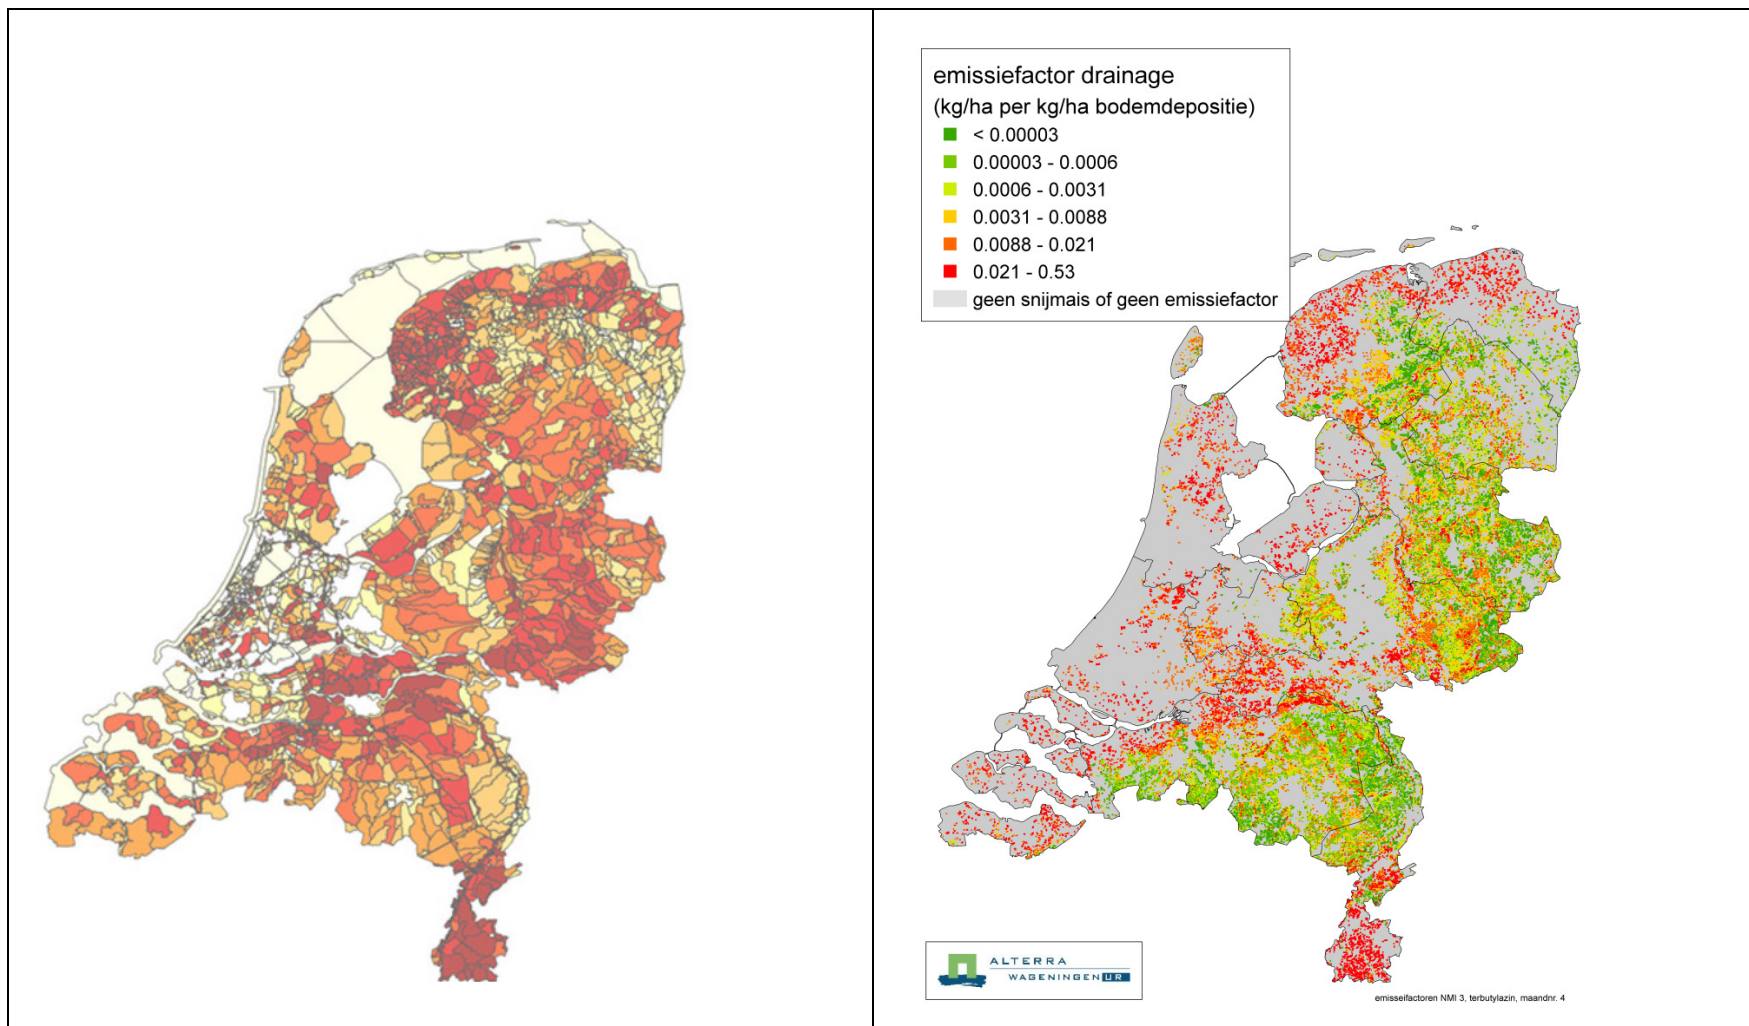 emissiefactor drainage
(kg/ha per kg/ha bodemdepositie)
< 0.00003
0.00003 - 0.0006
0.0006 - 0.0031
0.0031 - 0.0088
0.0088 - 0.021
0.021 - 0.53
geen snijmais of geen emissiefactor
ALTERRA
WAGENINGEN UR
emisseifactoren NMI 3, terbutylazin, maandnr. 4